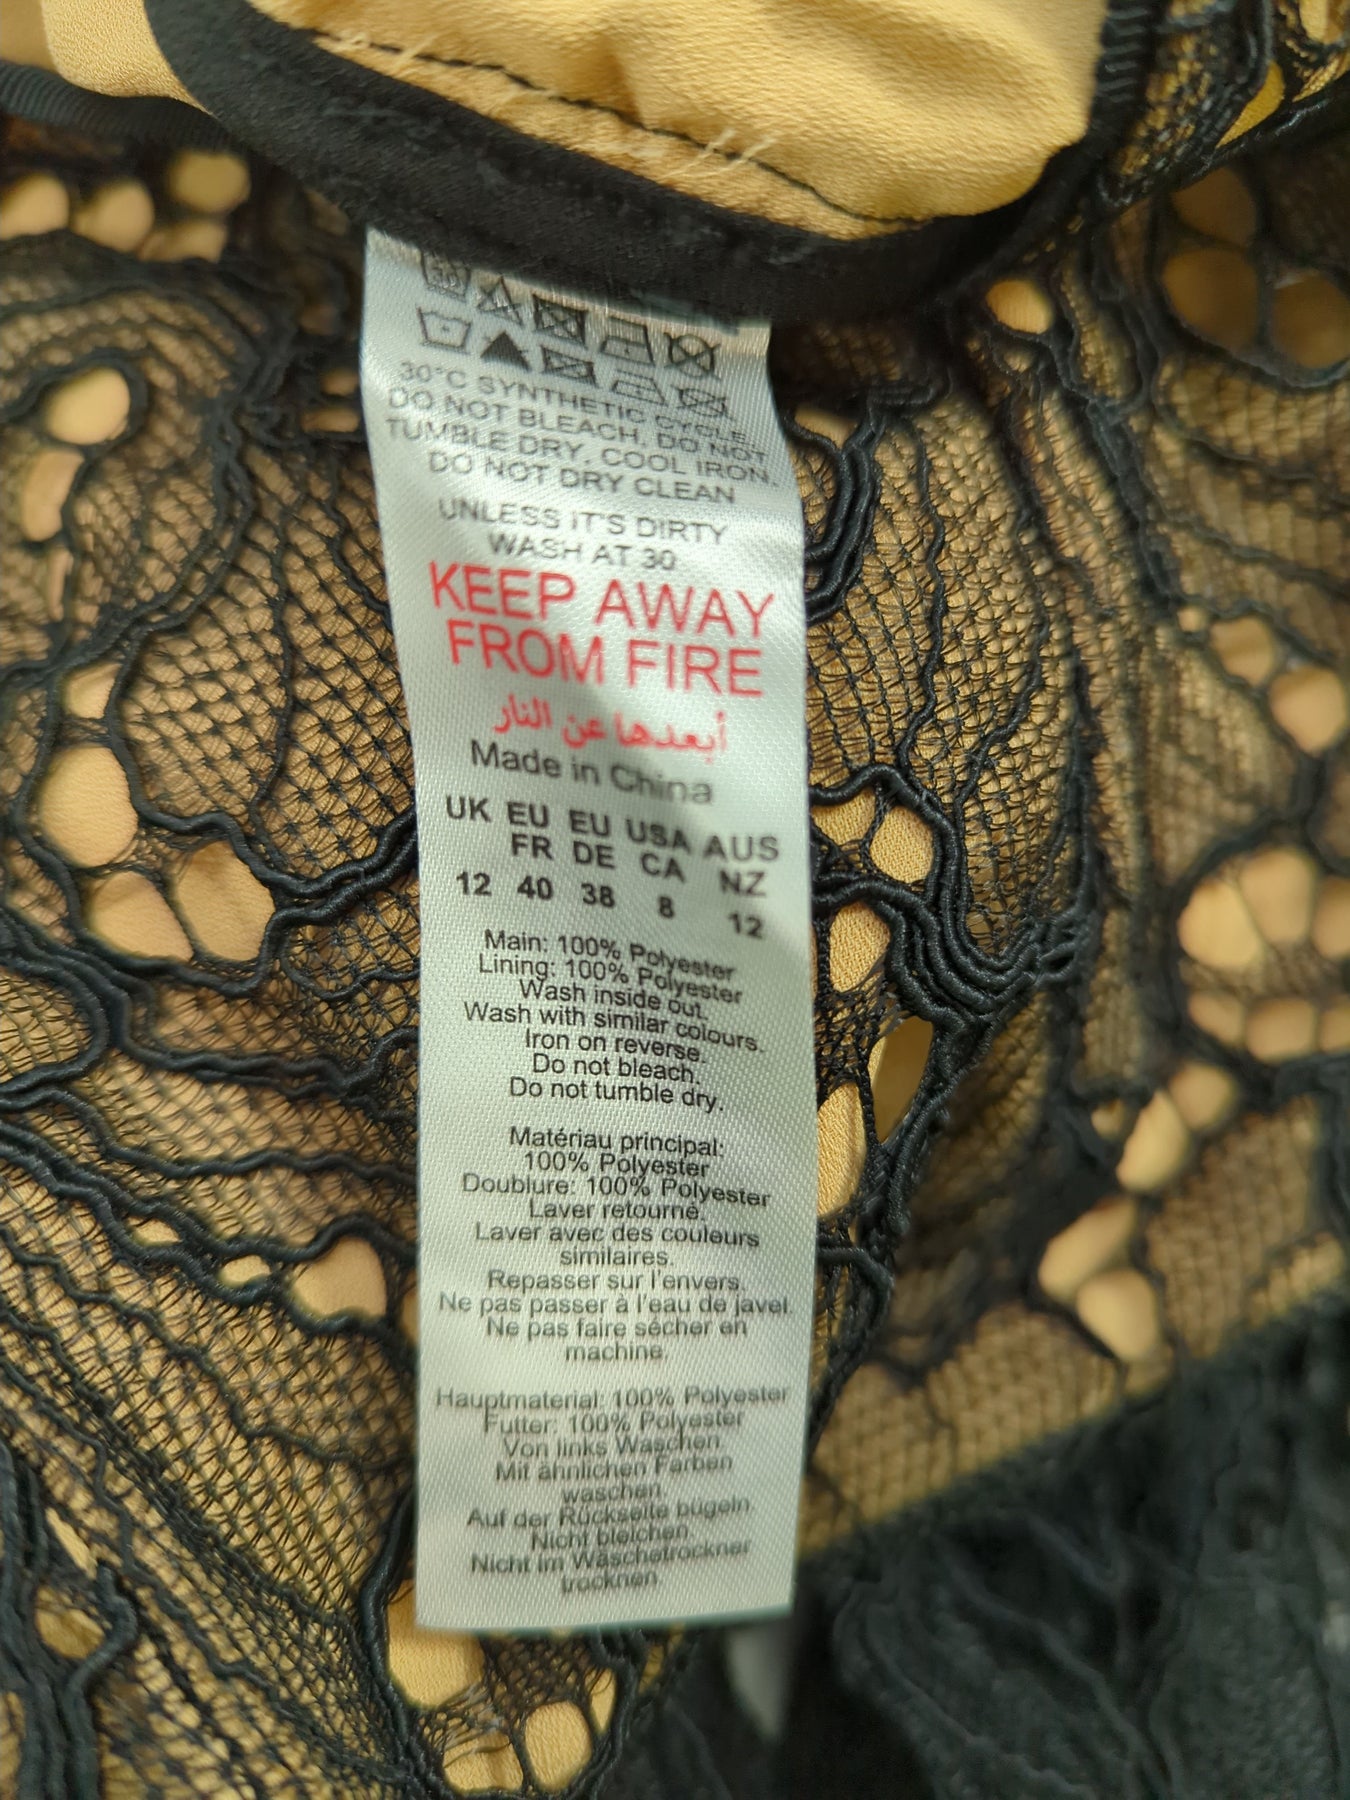 30°C SYNTHETIC CYCLE.
DO NOT BLEACH, DO NOT
TUMBLE DRY, COOL IRON,
DO NOT DRY CLEAN
UNLESS IT'S DIRTY
WASH AT 30
KEEP AWAY
FROM FIRE
أبعدها عن النار
Made in China
UK EU EU USA AUS
FR DE CA NZ
12 40 38 8 12
Main: 100% Polyester
Lining: 100% Polyester
Wash inside out.
Wash with similar colours.
Iron on reverse.
Do not bleach.
Do not tumble dry.
Matériau principal:
100% Polyester
Doublure: 100% Polyester
Laver retourné.
Laver avec des couleurs
similaires.
Repasser sur l'envers.
Ne pas passer à l'eau de javel.
Ne pas faire sécher en
machine.
Hauptmaterial: 100% Polyester
Futter: 100% Polyester
Von links Waschen.
Mit ähnlichen Farben
waschen.
Auf der Rückseite bügeln.
Nicht bleichen.
Nicht im Wäschetrockner
trocknen.